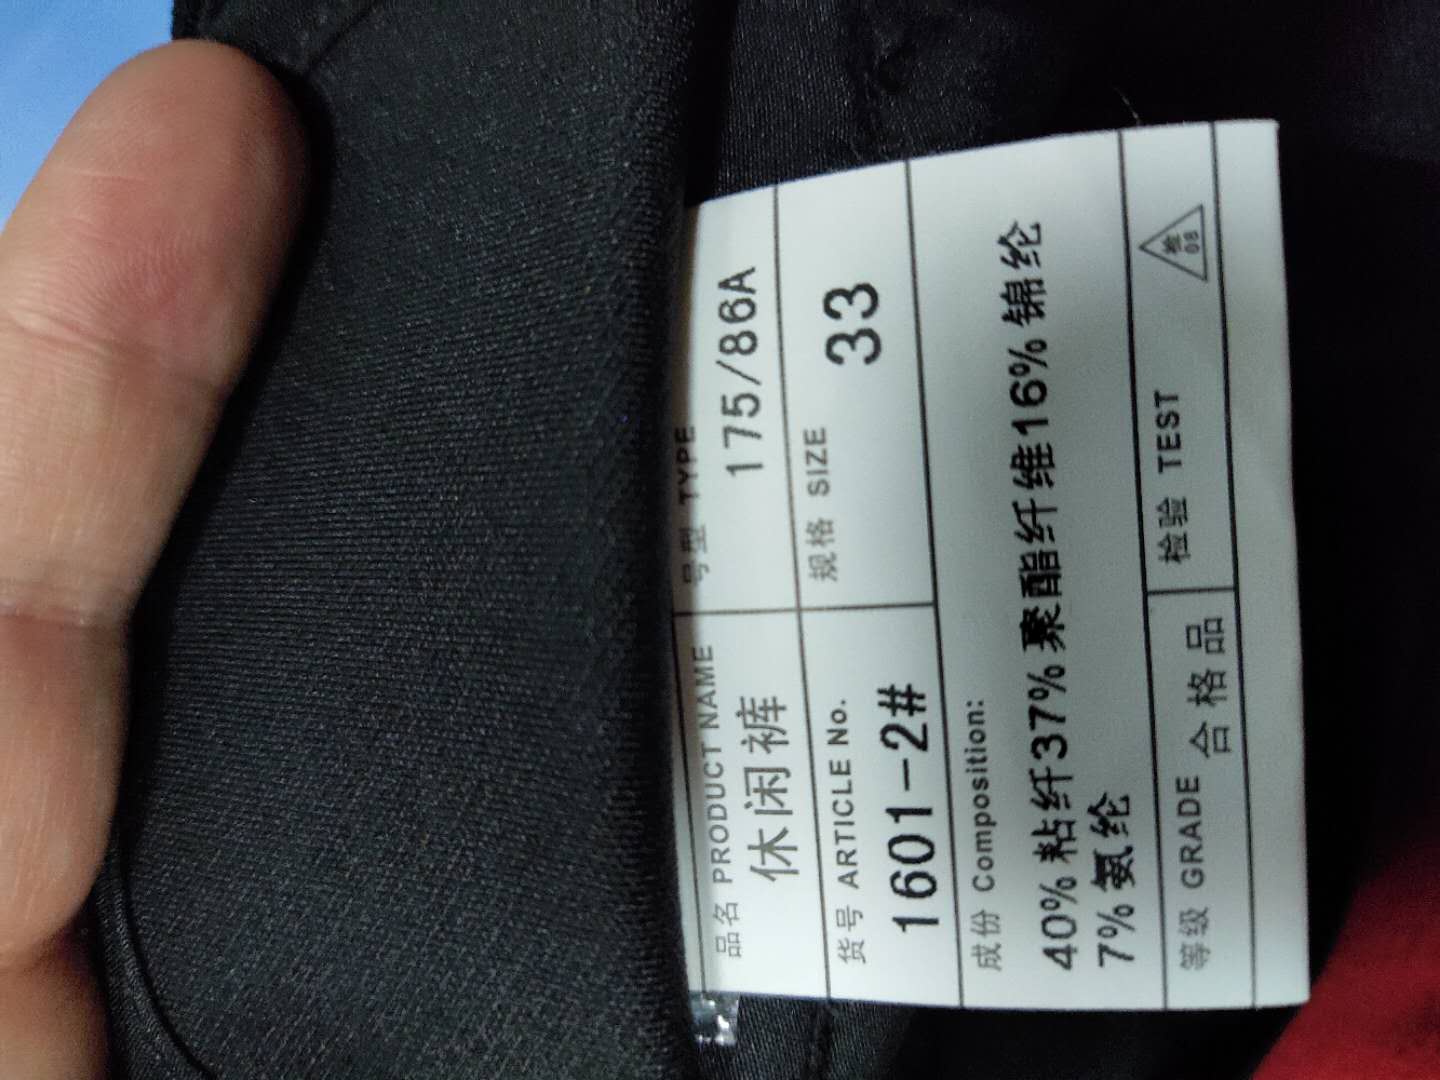 品名 PRODUCT NAME
休闲裤
号型 TYPE
175/86A
货号 ARTICLE No.
1601-2#
规格 SIZE
33
成份 Composition:
40%粘纤37%聚酯纤维16%锦纶
7%氨纶
等级 GRADE
合格品
检验 TEST
检
08